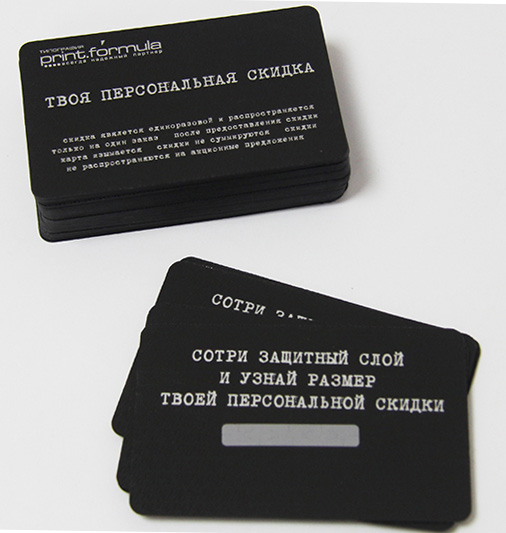 ТИПОГРАФИЯ
print.formula
всегда надежный партнер
ТВОЯ ПЕРСОНАЛЬНАЯ СКИДКА
скидка является единоразовой и распространяется
только на один заказ после предоставления скидки
карта изымается скидки не суммируются скидки
не распространяются на акционные предложения
СОТРИ
СОТРИ ЗАЩИТНЫЙ СЛОЙ
И УЗНАЙ РАЗМЕР
ТВОЕЙ ПЕРСОНАЛЬНОЙ СКИДКИ